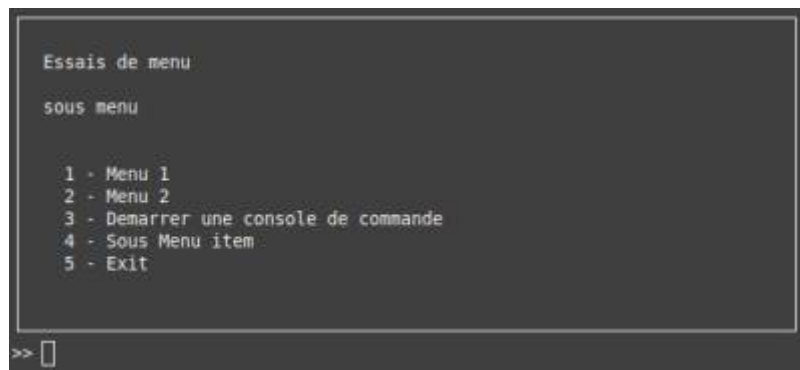 Essais de menu
sous menu
1 - Menu 1
2 - Menu 2
3 - Demarrer une console de commande
4 - Sous Menu item
5 - Exit
>>